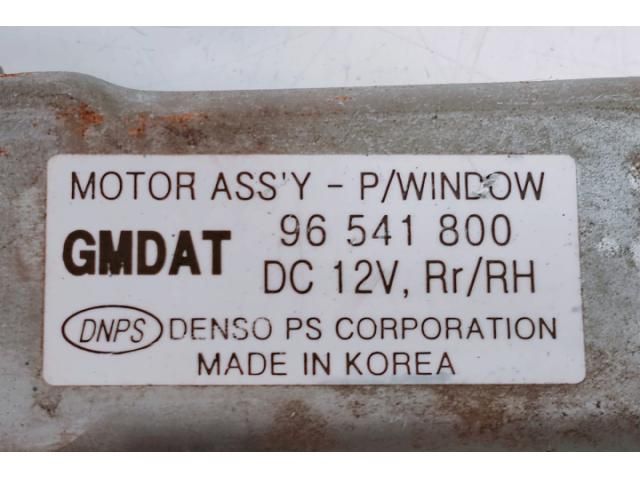 MOTOR ASS'Y - P/WINDOW
GMDAT 96 541 800
DC 12V, Rr/RH
DNPS DENSO PS CORPORATION
MADE IN KOREA